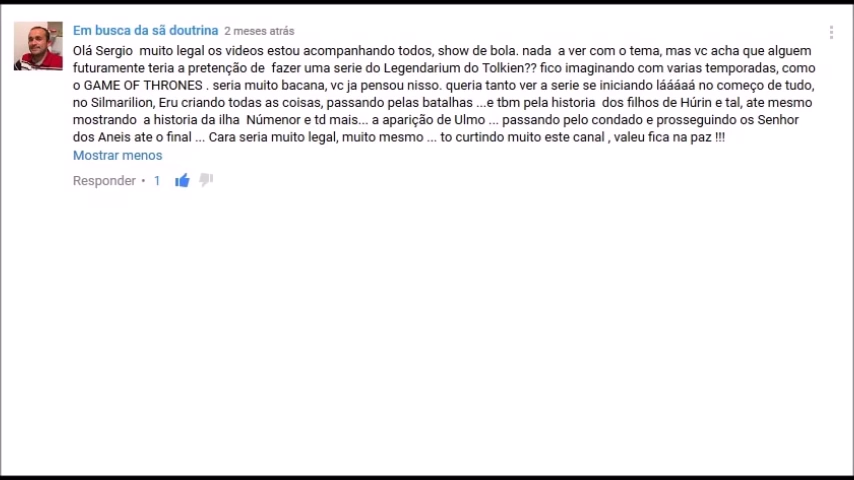 Em busca da sã doutrina 2 meses atrás
Olá Sergio muito legal os videos estou acompanhando todos, show de bola. nada a ver com o tema, mas vc acha que alguem
futuramente teria a pretenção de fazer uma serie do Legendarium do Tolkien?? fico imaginando com varias temporadas, como
o GAME OF THRONES . seria muito bacana, vc ja pensou nisso. queria tanto ver a serie se iniciando lááááá no começo de tudo,
no Silmarilion, Eru criando todas as coisas, passando pelas batalhas ...e tbm pela historia dos filhos de Húrin e tal, ate mesmo
mostrando a historia da ilha Númenor e td mais... a aparição de Ulmo ... passando pelo condado e prosseguindo os Senhor
dos Aneis ate o final ... Cara seria muito legal, muito mesmo ... to curtindo muito este canal , valeu fica na paz !!!
Mostrar menos
Responder • 1